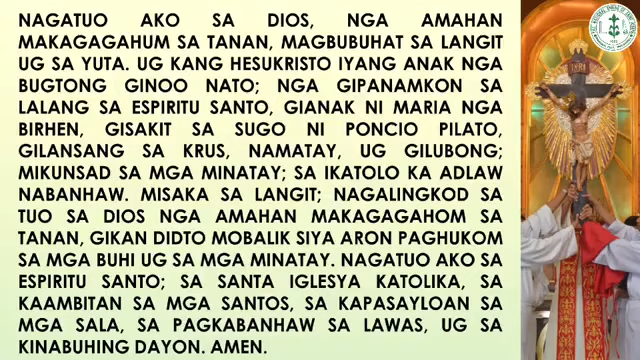 NAGATUO AKO SA DIOS, NGA AMAHAN
MAKAGAGAHUM SA TANAN, MAGBUBUHAT SA LANGIT
UG SA YUTA. UG KANG HESUKRISTO IYANG ANAK NGA
BUGTONG GINOO NATO; NGA GIPANAMKON SA
LALANG SA ESPIRITU SANTO, GIANAK NI MARIA NGA
BIRHEN, GISAKIT SA SUGO NI PONCIO PILATO,
GILANSANG SA KRUS, NAMATAY, UG GILUBONG;
MIKUNSAD SA MGA MINATAY; SA IKATOLO KA ADLAW
NABANHAW. MISAKA SA LANGIT; NAGALINGKOD SA
TUO SA DIOS NGA AMAHAN MAKAGAGAHOM SA
TANAN, GIKAN DIDTO MOBALIK SIYA ARON PAGHUKOM
SA MGA BUHI UG SA MGA MINATAY. NAGATUO AKO SA
ESPIRITU SANTO; SA SANTA IGLESYA KATOLIKA, SA
KAAMBITAN SA MGA SANTOS, SA KAPASAYLOAN SA
MGA SALA, SA PAGKABANHAW SA LAWAS, UG SA
KINABUHING DAYON. AMEN.